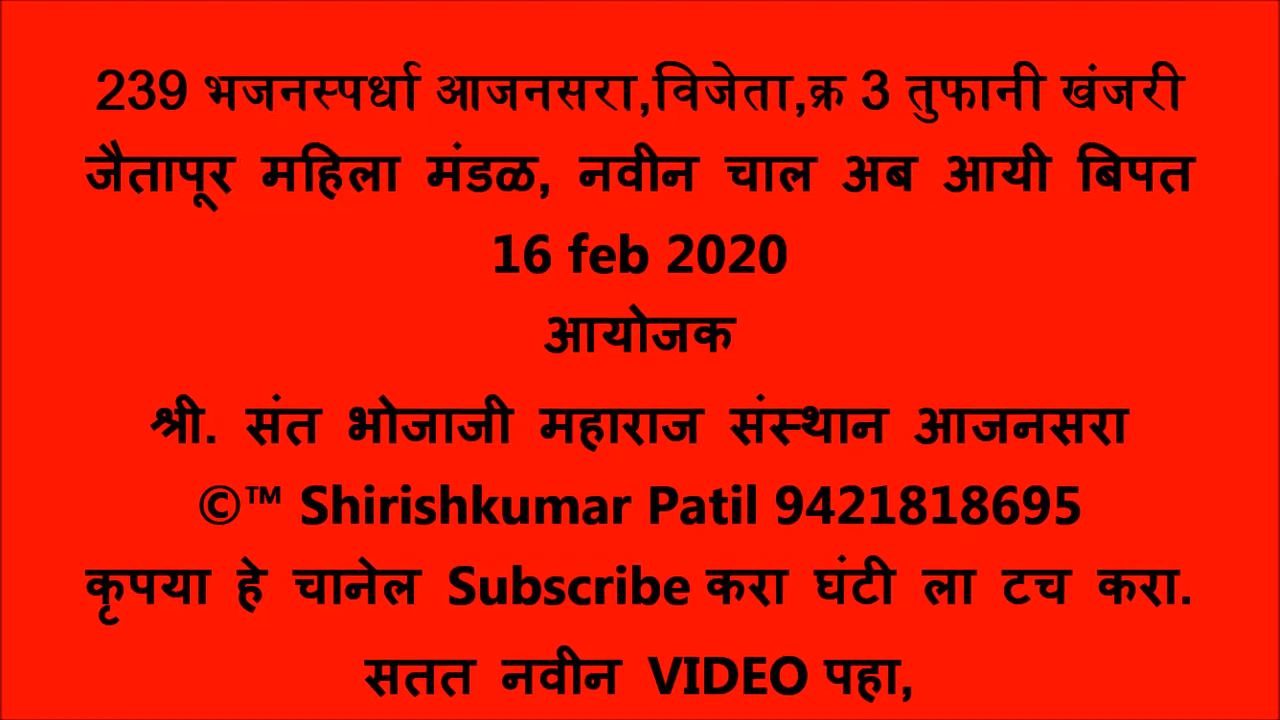 239 भजनस्पर्धा आजनसरा,विजेता,क्र 3 तुफानी खंजरी
जैतापूर महिला मंडळ, नवीन चाल अब आयी बिपत
16 feb 2020
आयोजक
श्री. संत भोजाजी महाराज संस्थान आजनसरा
©™ Shirishkumar Patil 9421818695
कृपया हे चानेल Subscribe करा घंटी ला टच करा.
सतत नवीन VIDEO पहा,